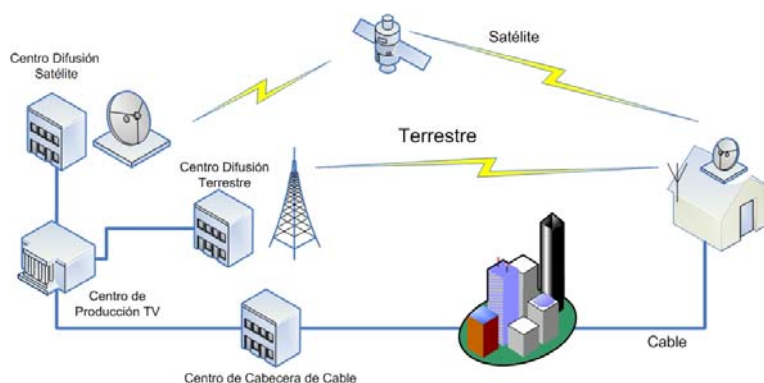 Centro Difusión
Satélite
Satélite
Terrestre
Centro Difusión
Terrestre
Centro de
Producción TV
Cable
Centro de Cabecera de Cable